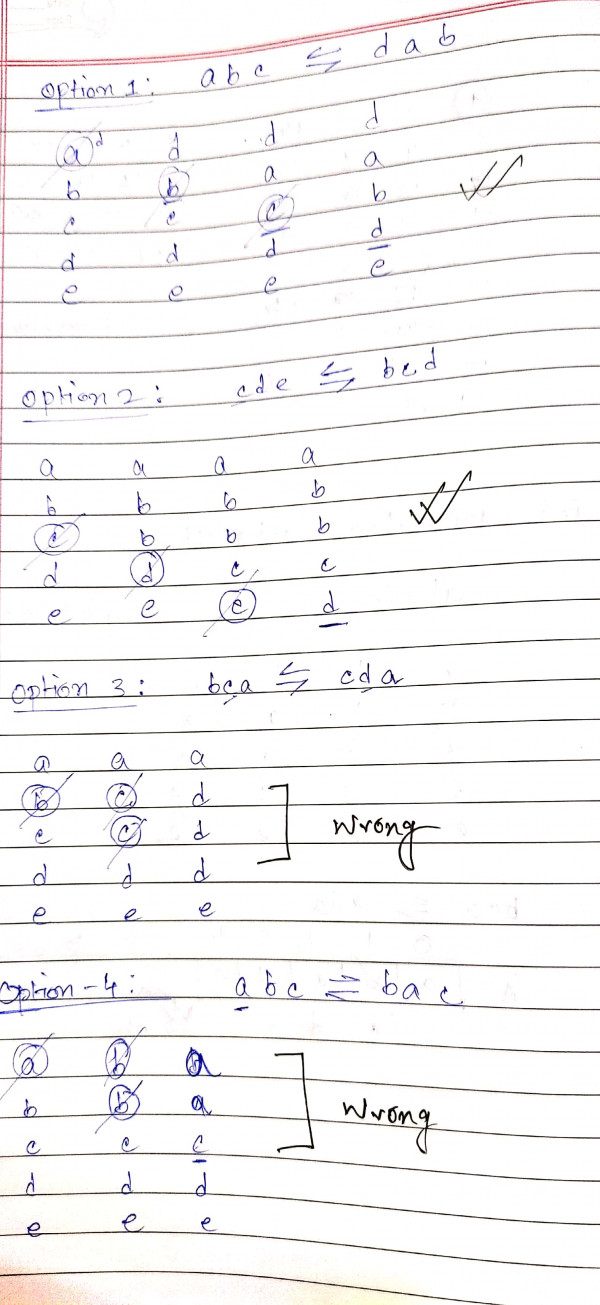 option 1: abc ⇆ dab
a d d d d
b b a a
c c c b
d d d d
e e e e
option 2: cde ⇆ bcd
a a a a
b b b b
c b b b
d d c c
e e e d
option 3: bca ⇆ cda
a a a
b c d
c c d
d d d
e e e
Wrong
option-4: abc ⇄ bac
a b a
b b a
c c c
d d d
e e e
Wrong